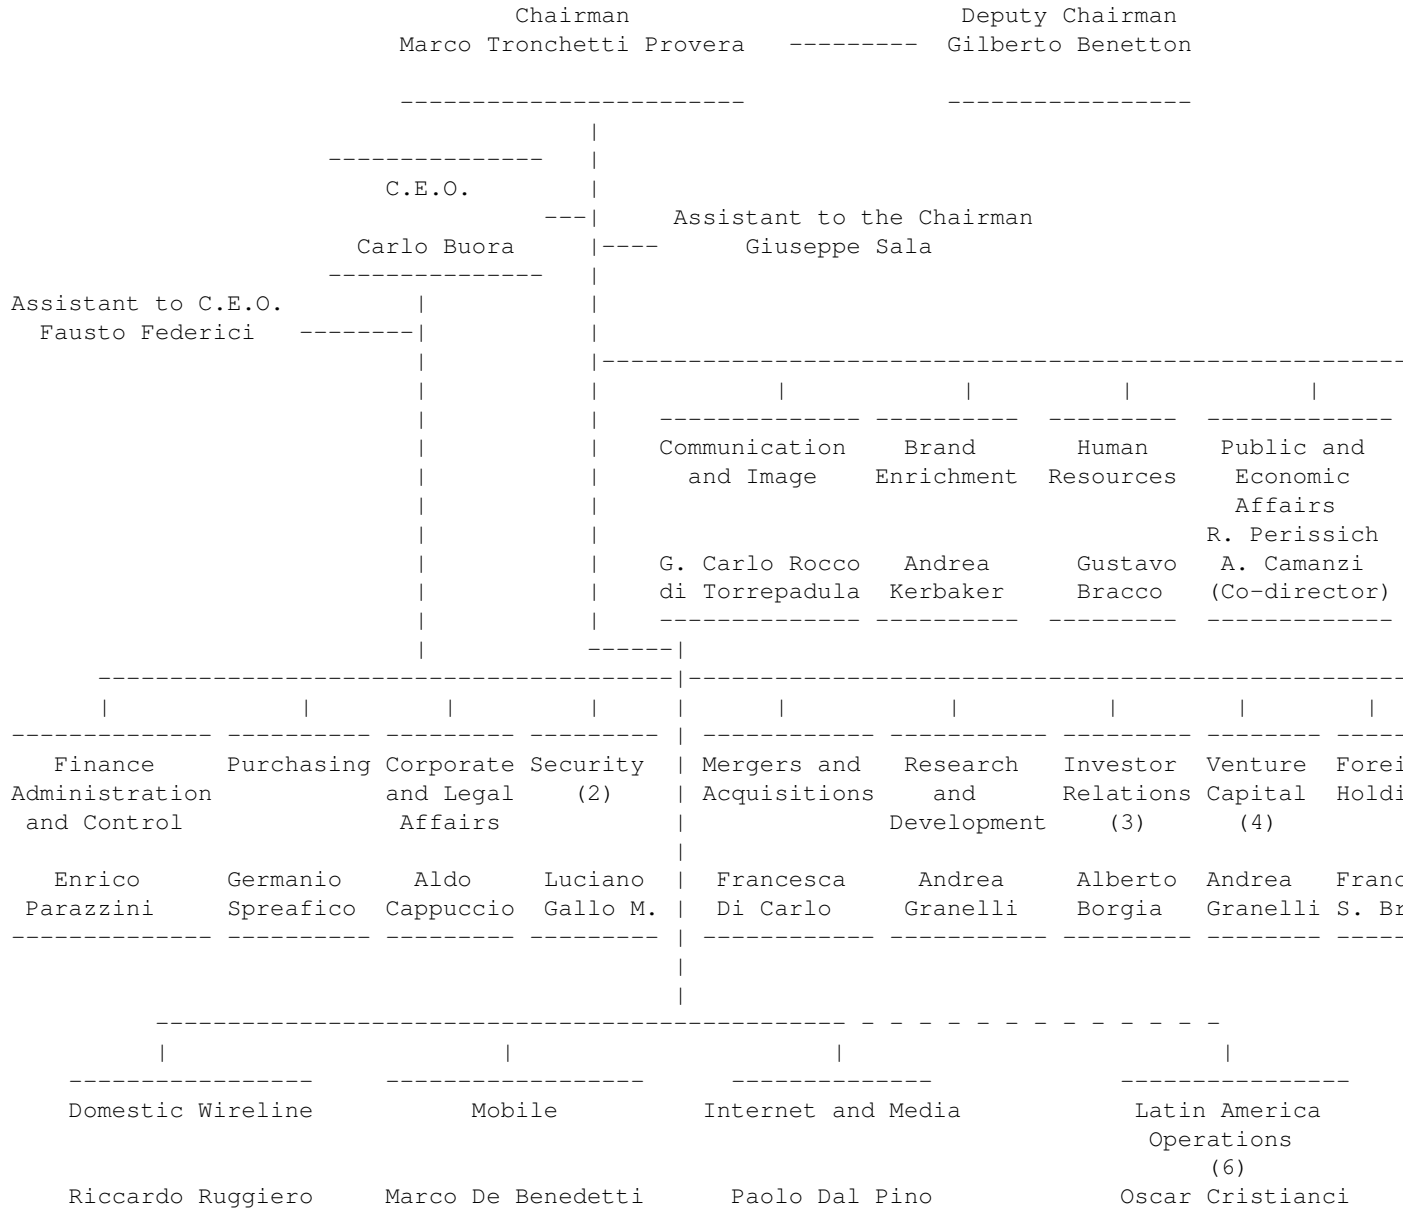 Chairman Deputy Chairman
Marco Tronchetti Provera --------- Gilberto Benetton
C.E.O.
Assistant to the Chairman
Carlo Buora Giuseppe Sala
Assistant to C.E.O.
Fausto Federici
Communication Brand Human Public and
and Image Enrichment Resources Economic
Affairs
R. Perissich
G. Carlo Rocco Andrea Gustavo A. Camanzi
di Torrepadula Kerbaker Bracco (Co-director)
Finance Purchasing Corporate Security Mergers and Research Investor Venture
Administration and Legal (2) Acquisitions and Relations Capital
and Control Affairs Development (3) (4)
Enrico Germanio Aldo Luciano Francesca Andrea Alberto Andrea
Parazzini Spreafico Cappuccio Gallo M. Di Carlo Granelli Borgia Granelli S.
Domestic Wireline Mobile Internet and Media Latin America
Operations
(6)
Riccardo Ruggiero Marco De Benedetti Paolo Dal Pino Oscar Cristianci